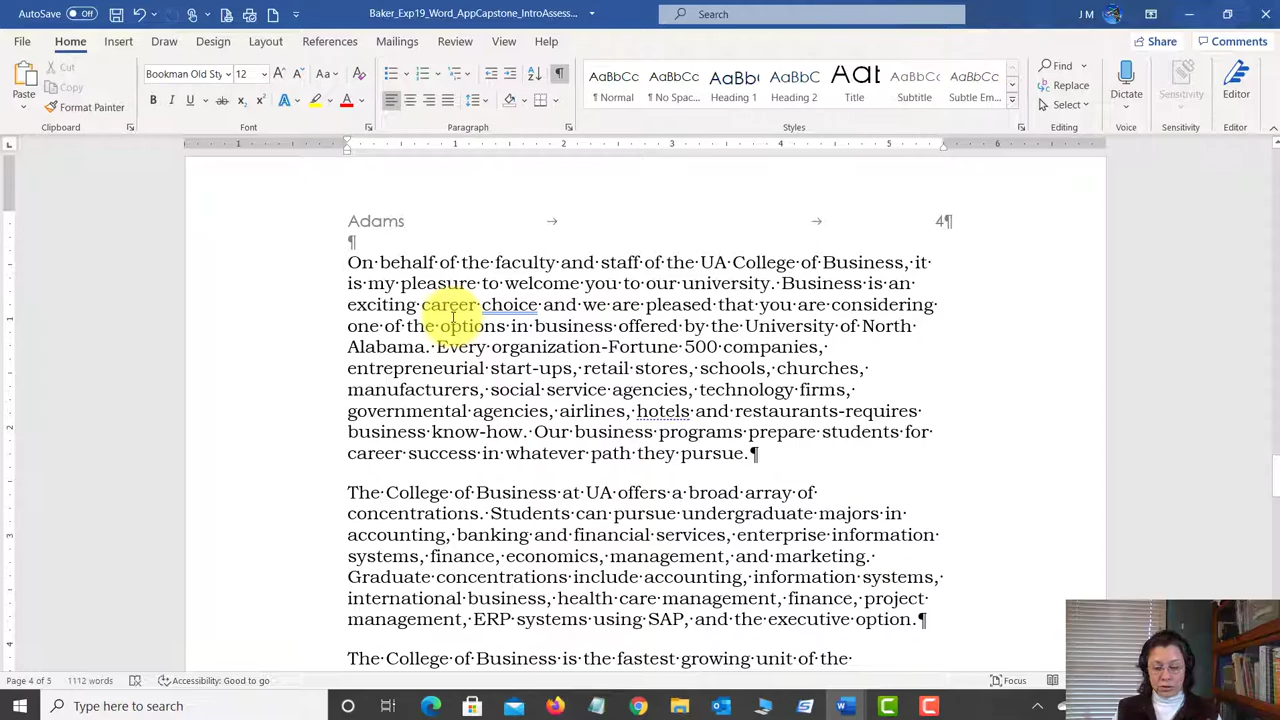 AutoSave Off Baker_Exp19_Word_AppCapstone_IntroAssess... Search J M
File Home Insert Draw Design Layout References Mailings Review View Help Share Comments
Paste Cut Copy Format Painter Clipboard
Bookman Old Sty 12 Font
Paragraph
AaBbCc ¶ Normal AaBbCc ¶ No Spac... AaBbC Heading 1 AaBbCc Heading 2 Title AaBbCc Subtitle AaBbCc Subtle Em... Styles
Find Replace Select Editing
Dictate Voice
Sensitivity Sensitivity
Editor Editor
1 1 2 3 4 5 6
Adams → → 4¶
¶
On·behalf·of·the·faculty·and·staff·of·the·UA·College·of·Business,·it·
is·my·pleasure·to·welcome·you·to·our·university.·Business·is·an·
exciting·career·choice·and·we·are·pleased·that·you·are·considering·
one·of·the·options·in·business·offered·by·the·University·of·North·
Alabama.·Every·organization-Fortune·500·companies,·
entrepreneurial·start-ups,·retail·stores,·schools,·churches,·
manufacturers,·social·service·agencies,·technology·firms,·
governmental·agencies,·airlines,·hotels·and·restaurants-requires·
business·know-how.·Our·business·programs·prepare·students·for·
career·success·in·whatever·path·they·pursue.¶
The·College·of·Business·at·UA·offers·a·broad·array·of·
concentrations.·Students·can·pursue·undergraduate·majors·in·
accounting,·banking·and·financial·services,·enterprise·information·
systems,·finance,·economics,·management,·and·marketing.·
Graduate·concentrations·include·accounting,·information·systems,·
international·business,·health·care·management,·finance,·project·
management,·ERP·systems·using·SAP,·and·the·executive·option.¶
The·College·of·Business·is·the·fastest·growing·unit·of·the·
Page 4 of 5 1112 words Accessibility: Good to go Focus
Type here to search